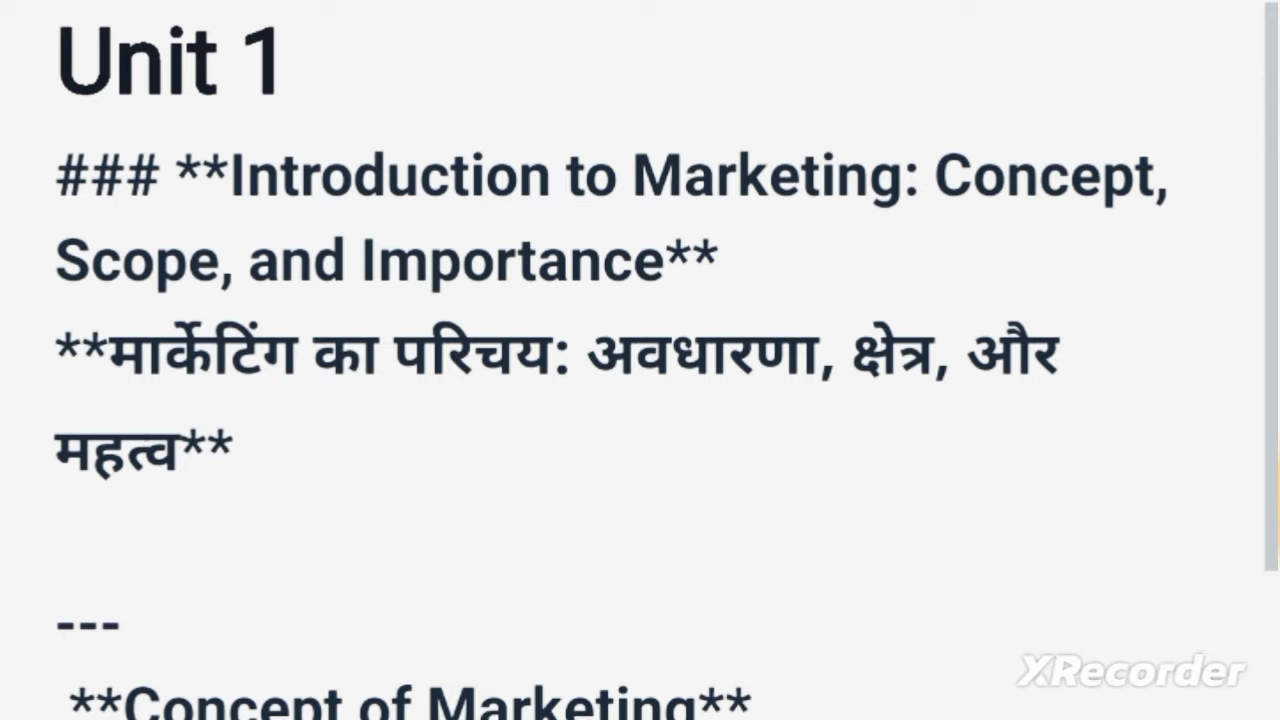 Unit 1
### **Introduction to Marketing: Concept,
Scope, and Importance**
**मार्केटिंग का परिचय: अवधारणा, क्षेत्र, और
महत्व**
---
**Concept of Marketing**
XRecorder